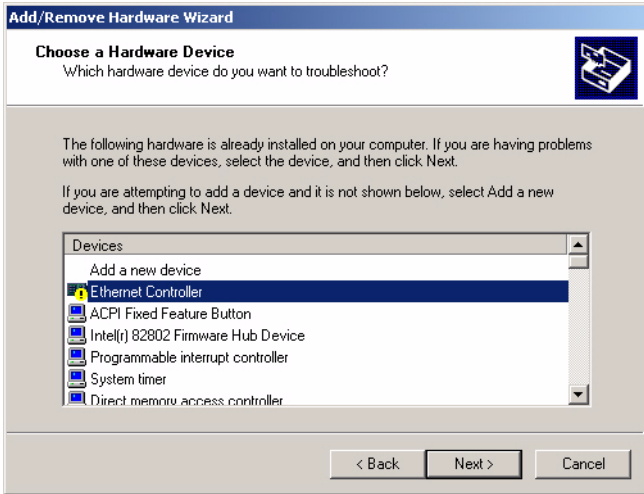 Add/Remove Hardware Wizard
Choose a Hardware Device
Which hardware device do you want to troubleshoot?
The following hardware is already installed on your computer. If you are having problems
with one of these devices, select the device, and then click Next.
If you are attempting to add a device and it is not shown below, select Add a new
device, and then click Next.
Devices
Add a new device
Ethernet Controller
ACPI Fixed Feature Button
Intel(r) 82802 Firmware Hub Device
Programmable interrupt controller
System timer
Direct memory access controller
< Back Next > Cancel